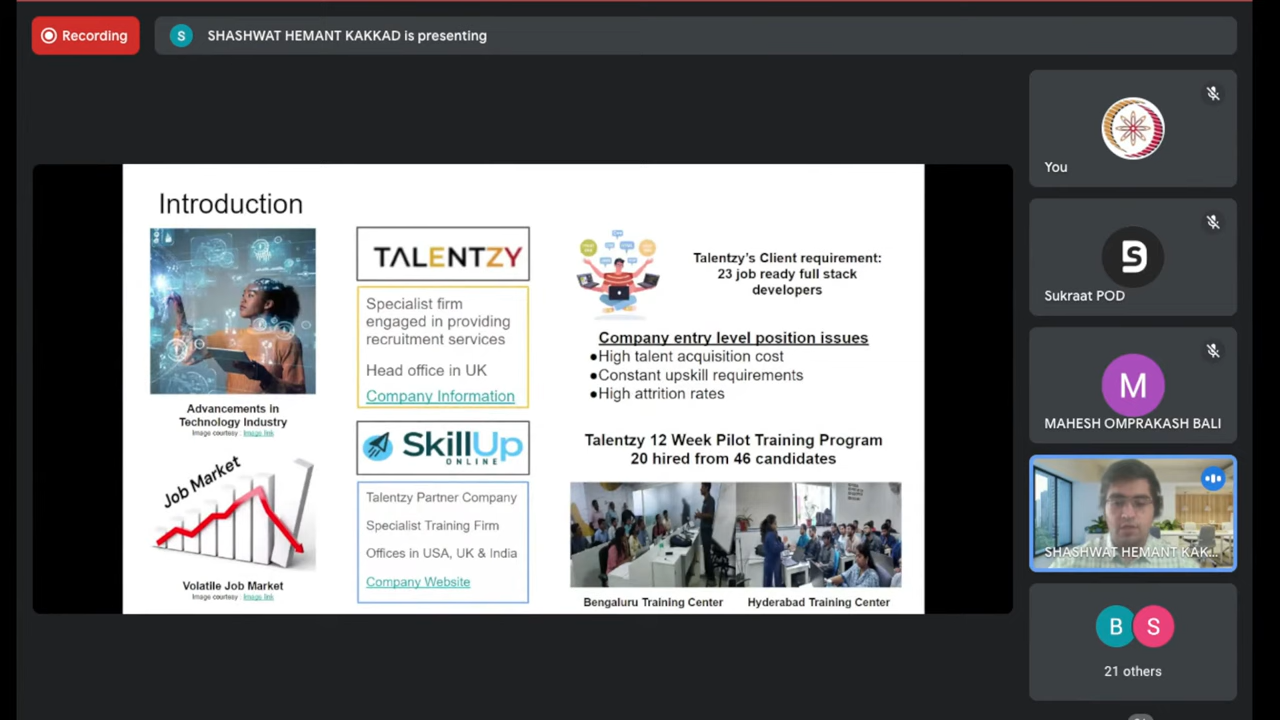 Recording
S
SHASHWAT HEMANT KAKKAD is presenting
Introduction
Advancements in
Technology Industry
Image courtesy : Image link
Job Market
Volatile Job Market
Image courtesy : Image link
TALENTZY
Specialist firm
engaged in providing
recruitment services
Head office in UK
Company Information
SkillUp
ONLINE
Talentzy Partner Company
Specialist Training Firm
Offices in USA, UK & India
Company Website
Talentzy's Client requirement:
23 job ready full stack
developers
Company entry level position issues
●High talent acquisition cost
●Constant upskill requirements
●High attrition rates
Talentzy 12 Week Pilot Training Program
20 hired from 46 candidates
Bengaluru Training Center
Hyderabad Training Center
You
S
Sukraat POD
M
MAHESH OMPRAKASH BALI
SHASHWAT HEMANT KAK...
B
S
21 others